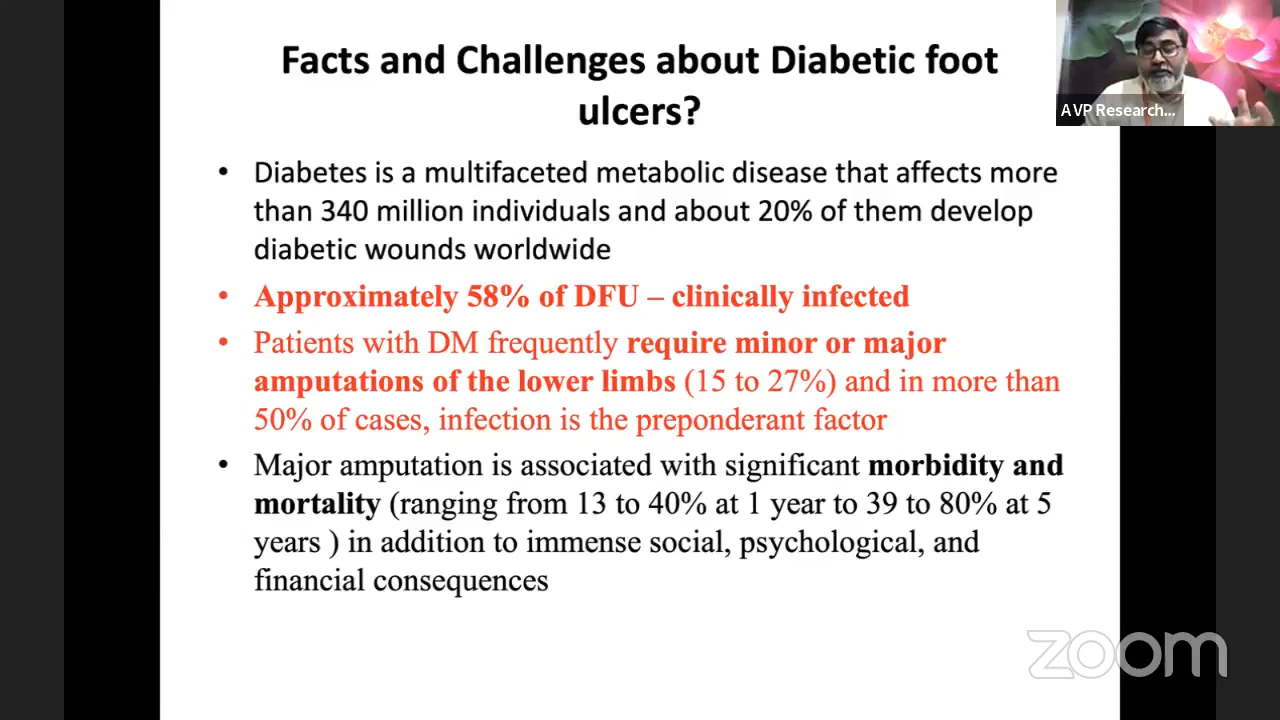 Facts and Challenges about Diabetic foot
ulcers?
AVP Research...
• Diabetes is a multifaceted metabolic disease that affects more
than 340 million individuals and about 20% of them develop
diabetic wounds worldwide
• Approximately 58% of DFU – clinically infected
• Patients with DM frequently require minor or major
amputations of the lower limbs (15 to 27%) and in more than
50% of cases, infection is the preponderant factor
• Major amputation is associated with significant morbidity and
mortality (ranging from 13 to 40% at 1 year to 39 to 80% at 5
years ) in addition to immense social, psychological, and
financial consequences
zoom